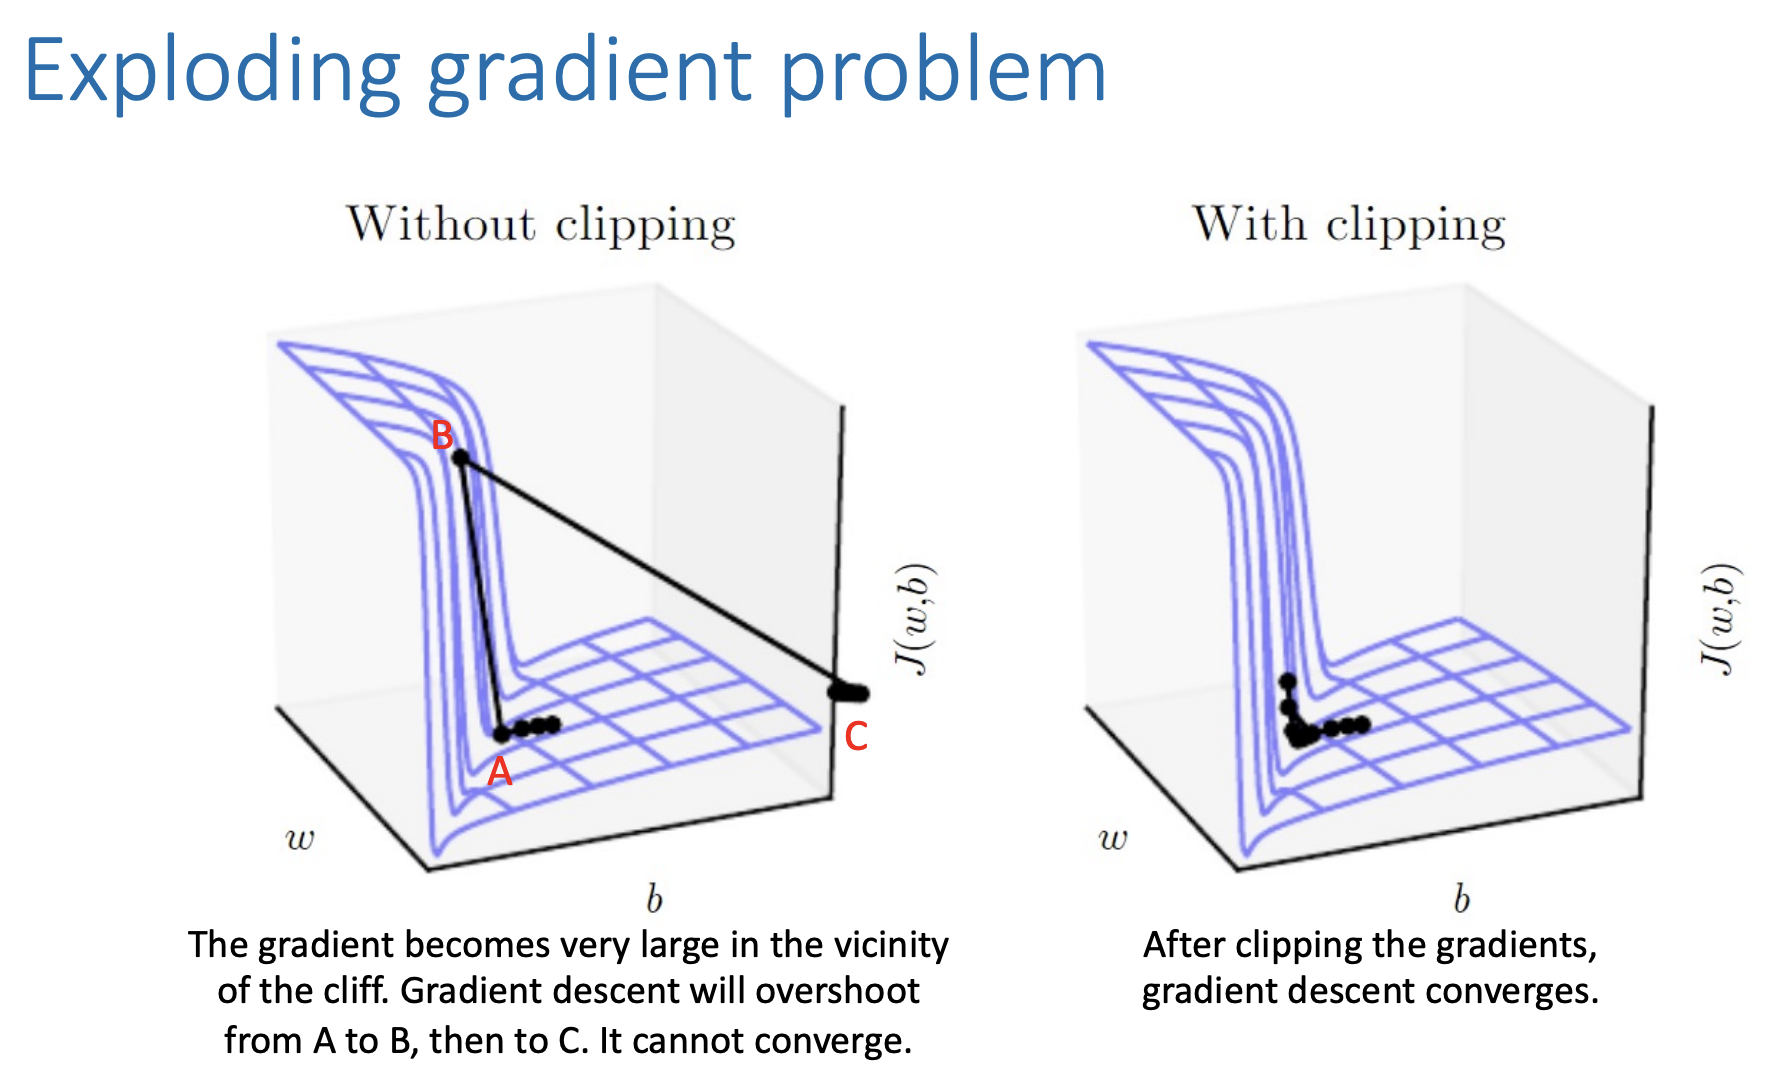 Exploding gradient problem
Without clipping
With clipping
B
A
C
J(w,b)
w
b
J(w,b)
w
b
The gradient becomes very large in the vicinity
of the cliff. Gradient descent will overshoot
from A to B, then to C. It cannot converge.
After clipping the gradients,
gradient descent converges.